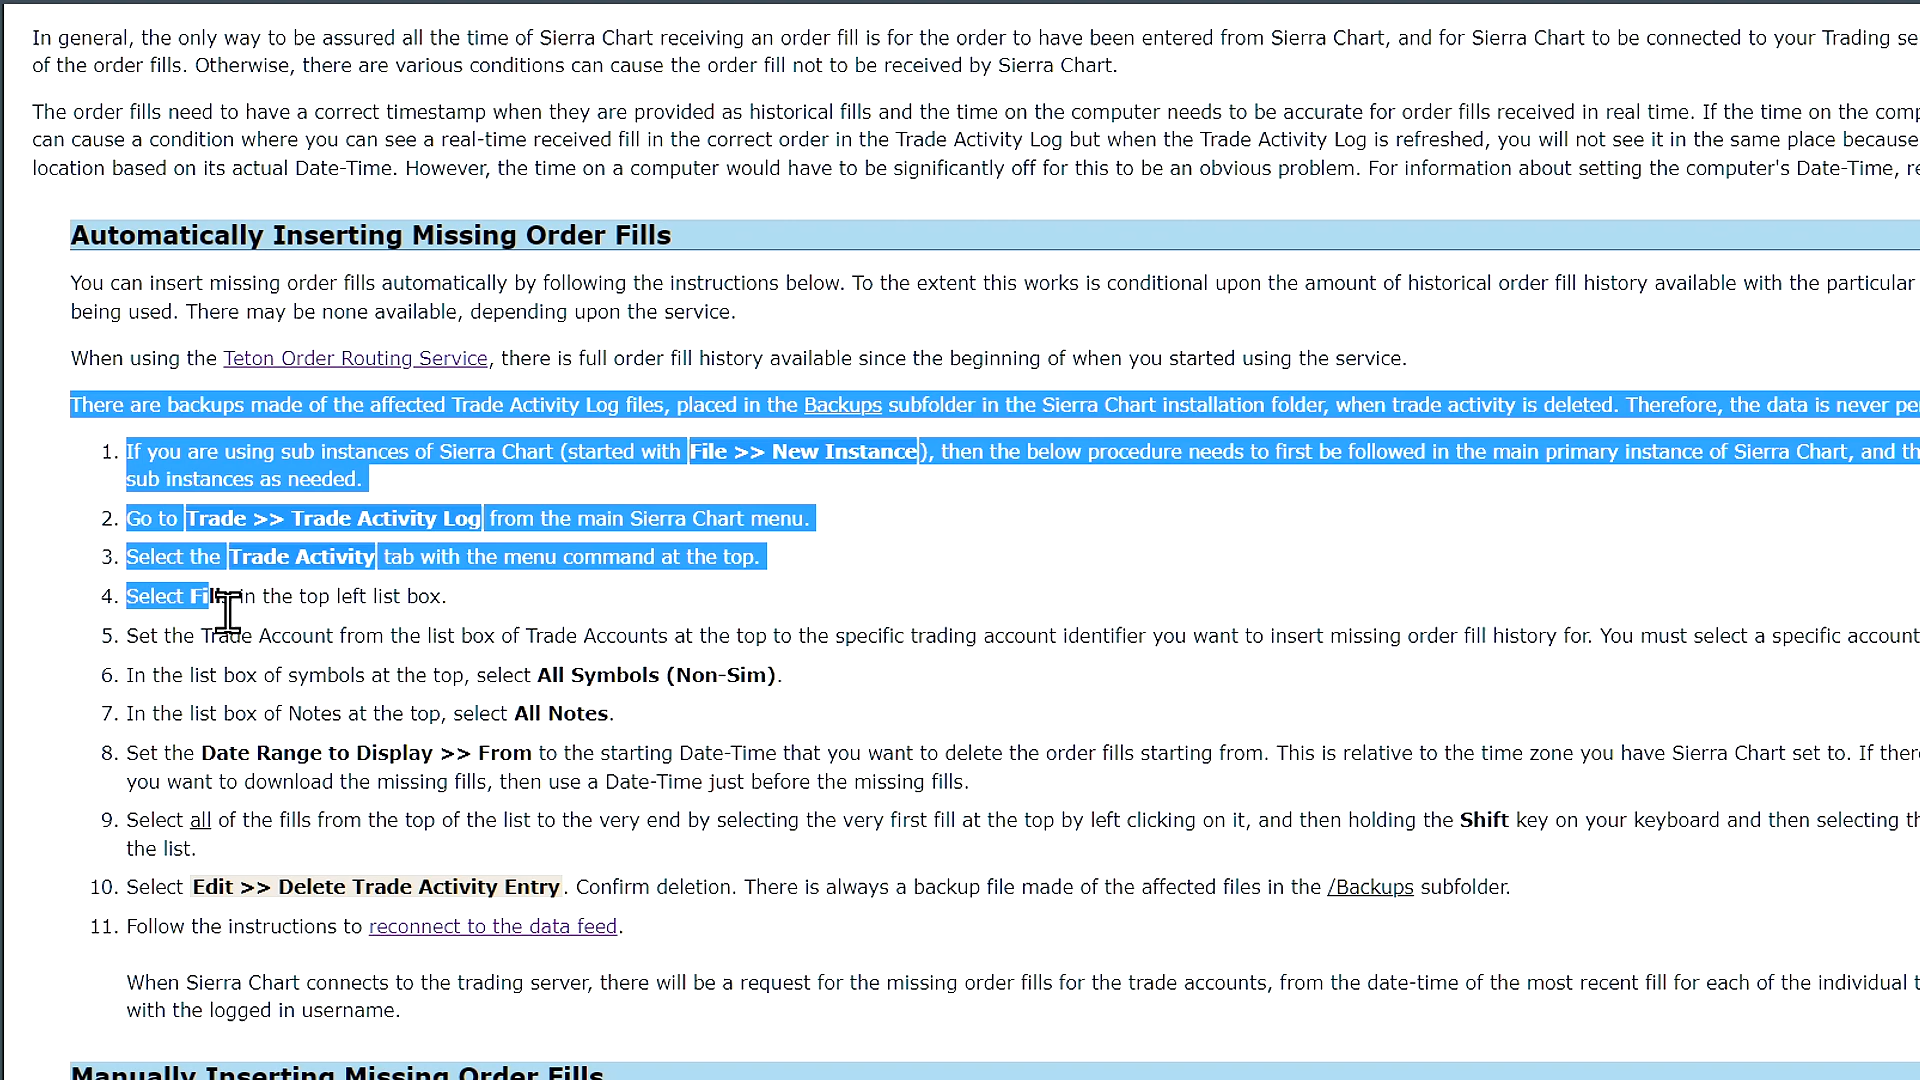 In general, the only way to be assured all the time of Sierra Chart receiving an order fill is for the order to have been entered from Sierra Chart, and for Sierra Chart to be connected to your Trading se
of the order fills. Otherwise, there are various conditions can cause the order fill not to be received by Sierra Chart.
The order fills need to have a correct timestamp when they are provided as historical fills and the time on the computer needs to be accurate for order fills received in real time. If the time on the comp
can cause a condition where you can see a real-time received fill in the correct order in the Trade Activity Log but when the Trade Activity Log is refreshed, you will not see it in the same place because
location based on its actual Date-Time. However, the time on a computer would have to be significantly off for this to be an obvious problem. For information about setting the computer's Date-Time, re
Automatically Inserting Missing Order Fills
You can insert missing order fills automatically by following the instructions below. To the extent this works is conditional upon the amount of historical order fill history available with the particular
being used. There may be none available, depending upon the service.
When using the Teton Order Routing Service, there is full order fill history available since the beginning of when you started using the service.
There are backups made of the affected Trade Activity Log files, placed in the Backups subfolder in the Sierra Chart installation folder, when trade activity is deleted. Therefore, the data is never pe
1. If you are using sub instances of Sierra Chart (started with File >> New Instance), then the below procedure needs to first be followed in the main primary instance of Sierra Chart, and th
sub instances as needed.
2. Go to Trade >> Trade Activity Log from the main Sierra Chart menu.
3. Select the Trade Activity tab with the menu command at the top.
4. Select Fills in the top left list box.
5. Set the Trade Account from the list box of Trade Accounts at the top to the specific trading account identifier you want to insert missing order fill history for. You must select a specific account
6. In the list box of symbols at the top, select All Symbols (Non-Sim).
7. In the list box of Notes at the top, select All Notes.
8. Set the Date Range to Display >> From to the starting Date-Time that you want to delete the order fills starting from. This is relative to the time zone you have Sierra Chart set to. If there
you want to download the missing fills, then use a Date-Time just before the missing fills.
9. Select all of the fills from the top of the list to the very end by selecting the very first fill at the top by left clicking on it, and then holding the Shift key on your keyboard and then selecting th
the list.
10. Select Edit >> Delete Trade Activity Entry. Confirm deletion. There is always a backup file made of the affected files in the /Backups subfolder.
11. Follow the instructions to reconnect to the data feed.
When Sierra Chart connects to the trading server, there will be a request for the missing order fills for the trade accounts, from the date-time of the most recent fill for each of the individual t
with the logged in username.
Manually Inserting Missing Order Fills